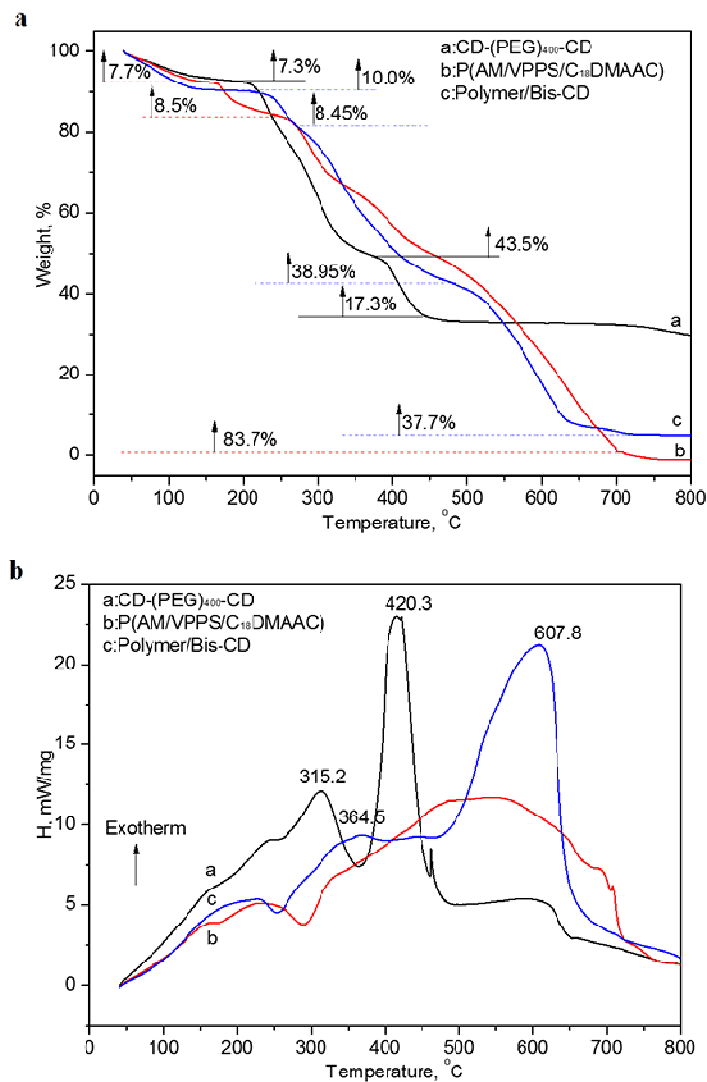 a
a:CD-(PEG)₄₀₀-CD
b:P(AM/VPPS/C₁₈DMAAC)
c:Polymer/Bis-CD
7.7%
7.3%
10.0%
8.5%
8.45%
43.5%
38.95%
17.3%
a
37.7%
83.7%
c
b
100
80
60
40
20
0
Weight, %
0 100 200 300 400 500 600 700 800
Temperature, °C
b
a:CD-(PEG)₄₀₀-CD
b:P(AM/VPPS/C₁₈DMAAC)
c:Polymer/Bis-CD
420.3
607.8
315.2
364.5
Exotherm
a
c
b
25
20
15
10
5
0
H, mW/mg
0 100 200 300 400 500 600 700 800
Temperature, °C